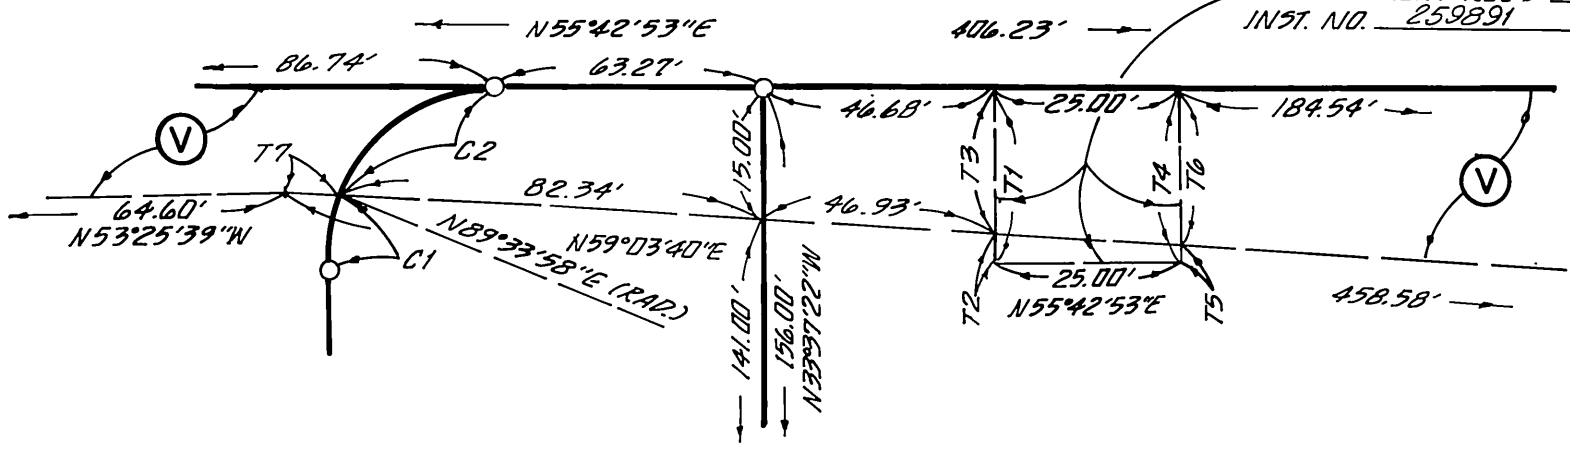 N55°42'53"E
406.23'
INST. NO. 259891
86.74'
63.27'
46.68'
25.00'
184.54'
V
T7
C2
15.00'
T3
T1
T4
T6
V
82.34'
46.93'
64.60'
N53°25'39"W
N89°33'58"E (RAD.)
N59°03'40"E
C1
141.00'
156.00'
N33°37'22"W
T2
25.00'
N55°42'53"E
T5
458.58'